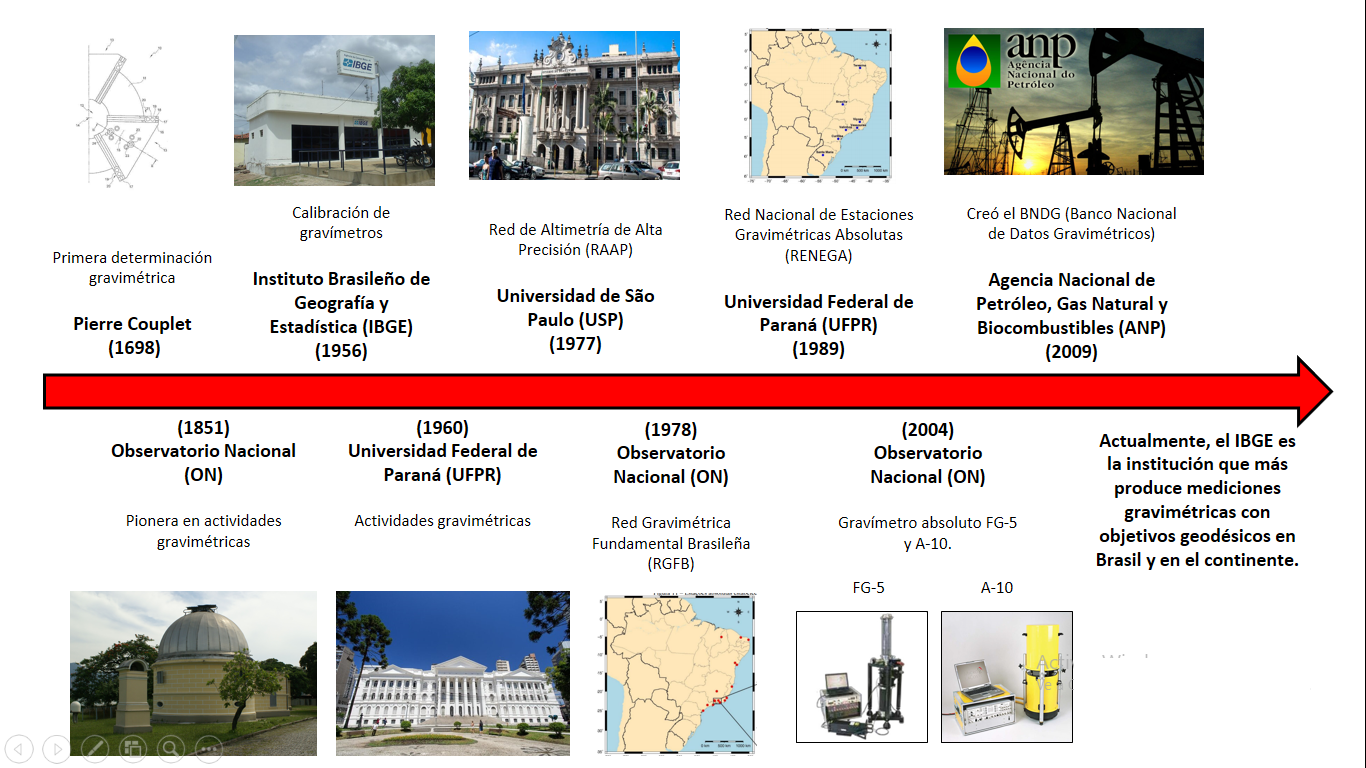 IBGE
anp
Agência
Nacional do
Petróleo
Primera determinación
gravimétrica
Pierre Couplet
(1698)
Calibración de
gravímetros
Instituto Brasileño de
Geografía y
Estadística (IBGE)
(1956)
Red de Altimetría de Alta
Precisión (RAAP)
Universidad de São
Paulo (USP)
(1977)
Red Nacional de Estaciones
Gravimétricas Absolutas
(RENEGA)
Universidad Federal de
Paraná (UFPR)
(1989)
Creó el BNDG (Banco Nacional
de Datos Gravimétricos)
Agencia Nacional de
Petróleo, Gas Natural y
Biocombustibles (ANP)
(2009)
(1851)
Observatorio Nacional
(ON)
Pionera en actividades
gravimétricas
(1960)
Universidad Federal de
Paraná (UFPR)
Actividades gravimétricas
(1978)
Observatorio
Nacional (ON)
Red Gravimétrica
Fundamental Brasileña
(RGFB)
(2004)
Observatorio
Nacional (ON)
Gravímetro absoluto FG-5
y A-10.
FG-5
A-10
Actualmente, el IBGE es
la institución que más
produce mediciones
gravimétricas con
objetivos geodésicos en
Brasil y en el continente.